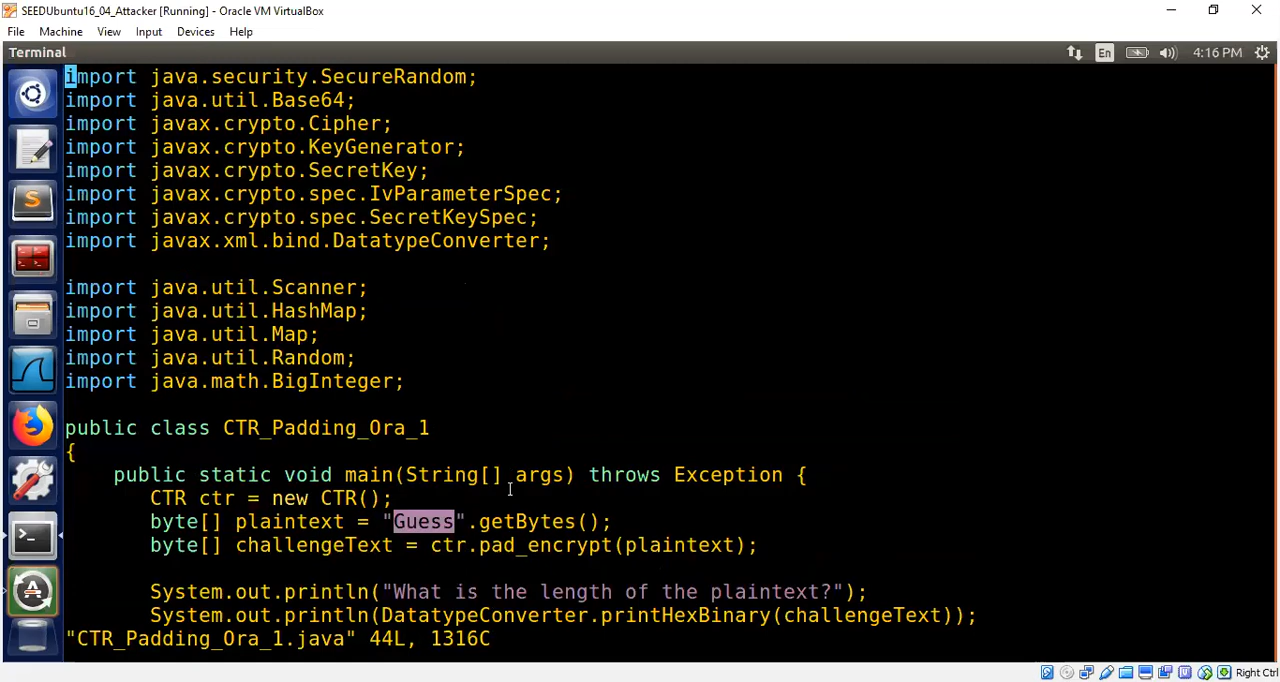 SEEDUbuntu16_04_Attacker [Running] - Oracle VM VirtualBox
File Machine View Input Devices Help
Terminal En 4:16 PM
import java.security.SecureRandom;
import java.util.Base64;
import javax.crypto.Cipher;
import javax.crypto.KeyGenerator;
import javax.crypto.SecretKey;
import javax.crypto.spec.IvParameterSpec;
import javax.crypto.spec.SecretKeySpec;
import javax.xml.bind.DatatypeConverter;
import java.util.Scanner;
import java.util.HashMap;
import java.util.Map;
import java.util.Random;
import java.math.BigInteger;
public class CTR_Padding_Ora_1
{
public static void main(String[] args) throws Exception {
CTR ctr = new CTR();
byte[] plaintext = "Guess".getBytes();
byte[] challengeText = ctr.pad_encrypt(plaintext);
System.out.println("What is the length of the plaintext?");
System.out.println(DatatypeConverter.printHexBinary(challengeText));
"CTR_Padding_Ora_1.java" 44L, 1316C
Right Ctrl